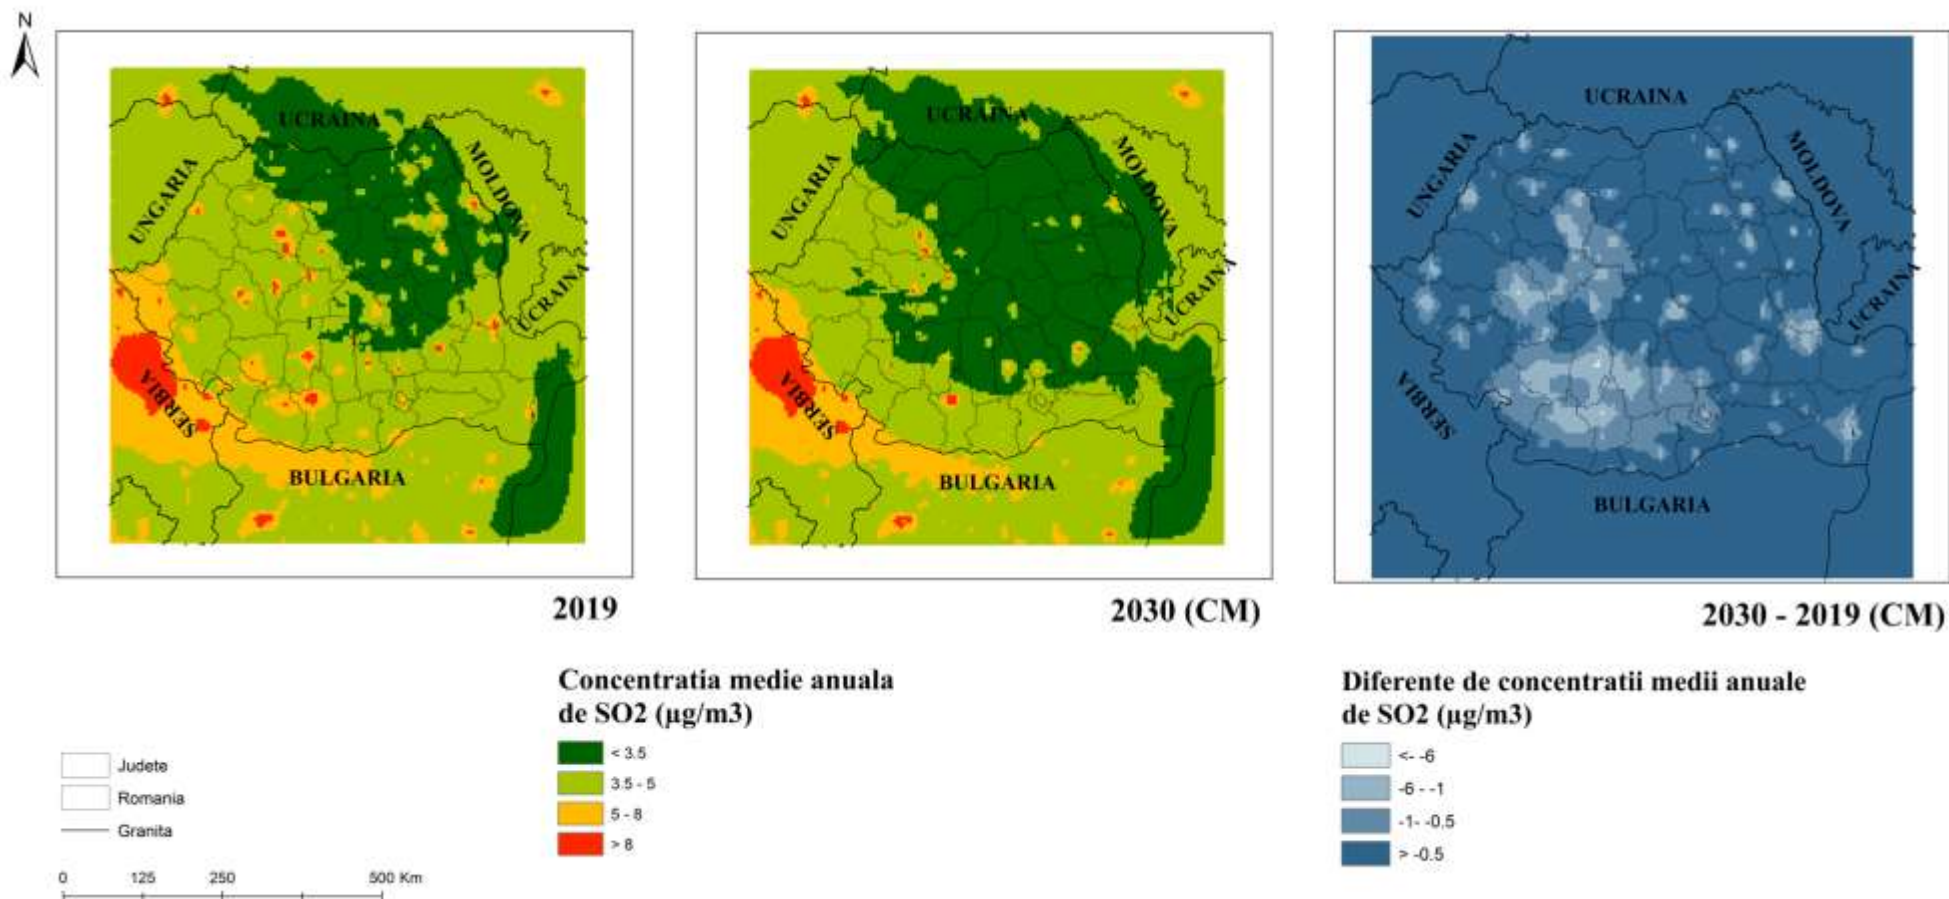 N
UCRAINA
UNGARIA
MOLDOVA
UCRAINA
SERBIA
BULGARIA
2019
UCRAINA
UNGARIA
MOLDOVA
UCRAINA
SERBIA
BULGARIA
2030 (CM)
UCRAINA
UNGARIA
MOLDOVA
UCRAINA
SERBIA
BULGARIA
2030 - 2019 (CM)
Judete
Romania
Granita
0 125 250 500 Km
Concentratia medie anuala
de SO2 (µg/m3)
< 3.5
3.5 - 5
5 - 8
> 8
Diferente de concentratii medii anuale
de SO2 (µg/m3)
<- -6
-6 - -1
-1- -0.5
> -0.5